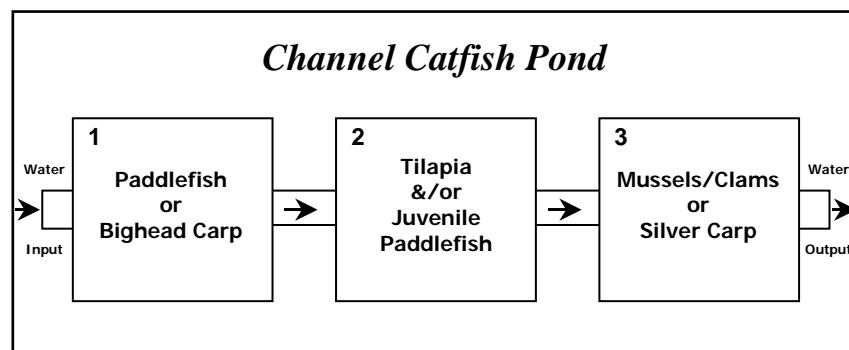 Channel Catfish Pond
1
Paddlefish
or
Bighead Carp
2
Tilapia
&/or
Juvenile
Paddlefish
3
Mussels/Clams
or
Silver Carp
Water
Input
Water
Output